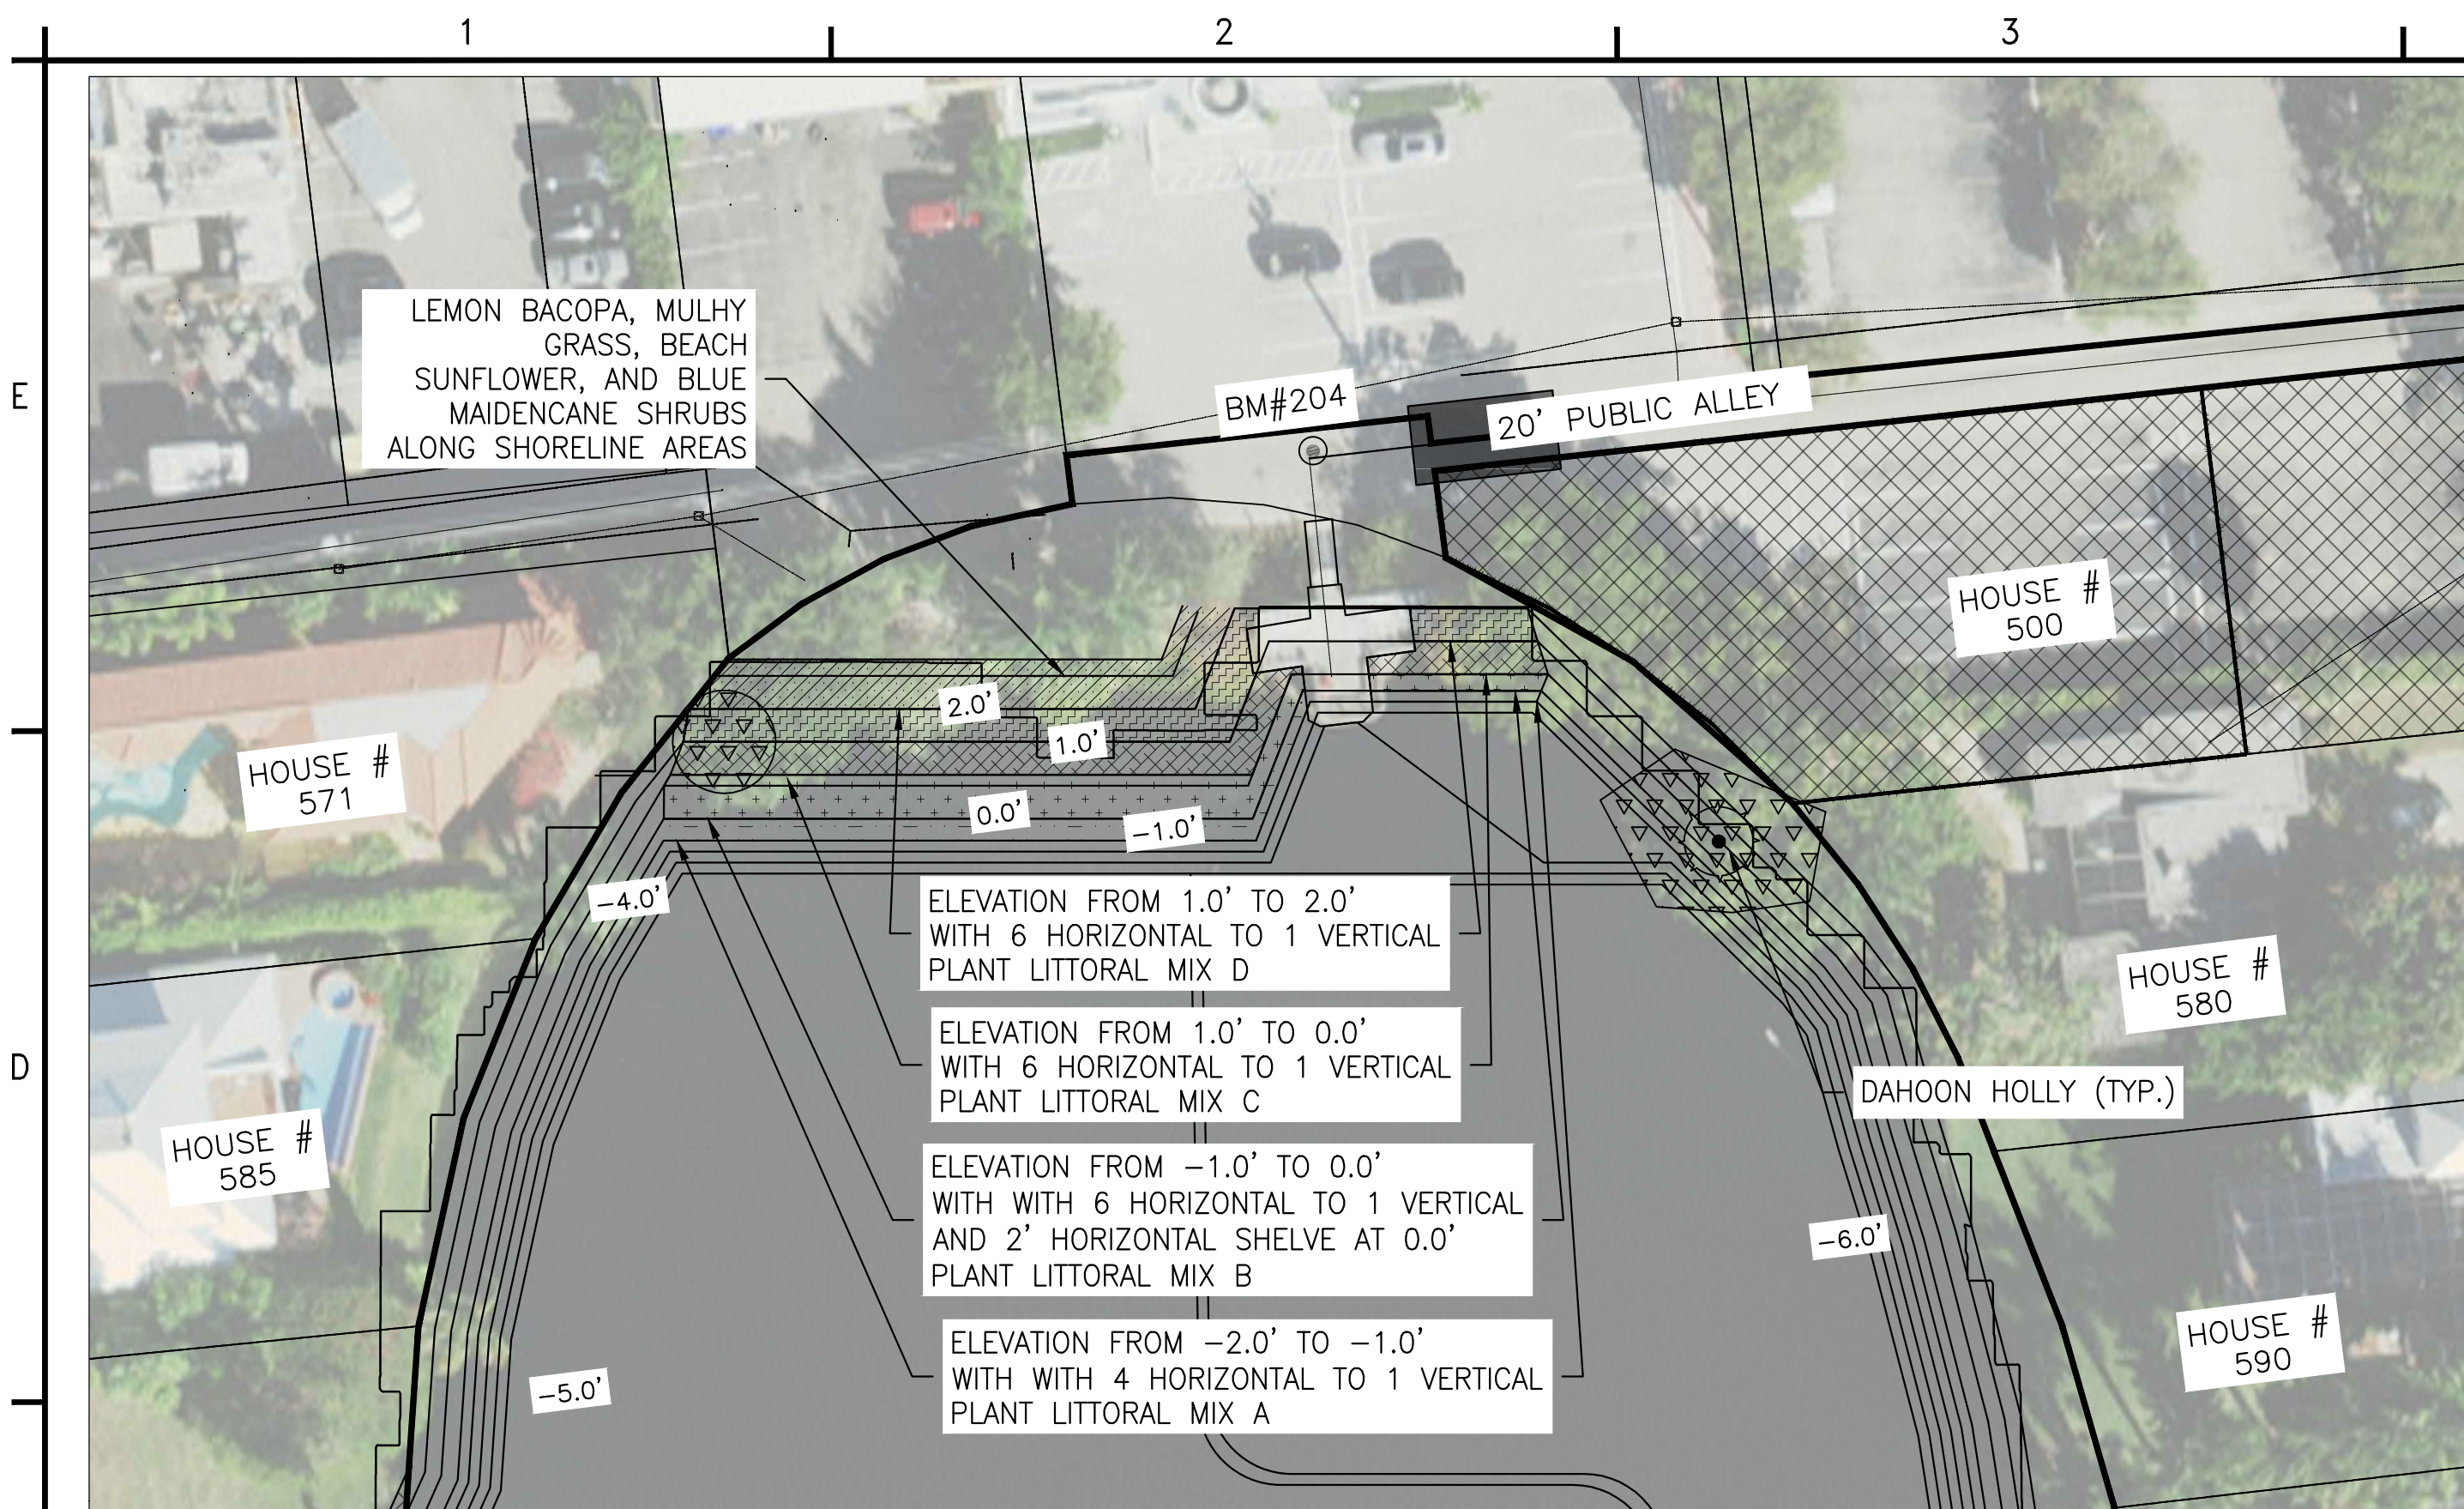 1
2
3
E
D
LEMON BACOPA, MULHY
GRASS, BEACH
SUNFLOWER, AND BLUE
MAIDENCANE SHRUBS
ALONG SHORELINE AREAS
BM#204
20' PUBLIC ALLEY
HOUSE #
500
2.0'
1.0'
0.0'
-1.0'
HOUSE #
571
-4.0'
ELEVATION FROM 1.0' TO 2.0'
WITH 6 HORIZONTAL TO 1 VERTICAL
PLANT LITTORAL MIX D
HOUSE #
580
ELEVATION FROM 1.0' TO 0.0'
WITH 6 HORIZONTAL TO 1 VERTICAL
PLANT LITTORAL MIX C
DAHOON HOLLY (TYP.)
HOUSE #
585
ELEVATION FROM -1.0' TO 0.0'
WITH WITH 6 HORIZONTAL TO 1 VERTICAL
AND 2' HORIZONTAL SHELVE AT 0.0'
PLANT LITTORAL MIX B
-6.0'
ELEVATION FROM -2.0' TO -1.0'
WITH WITH 4 HORIZONTAL TO 1 VERTICAL
PLANT LITTORAL MIX A
-5.0'
HOUSE #
590